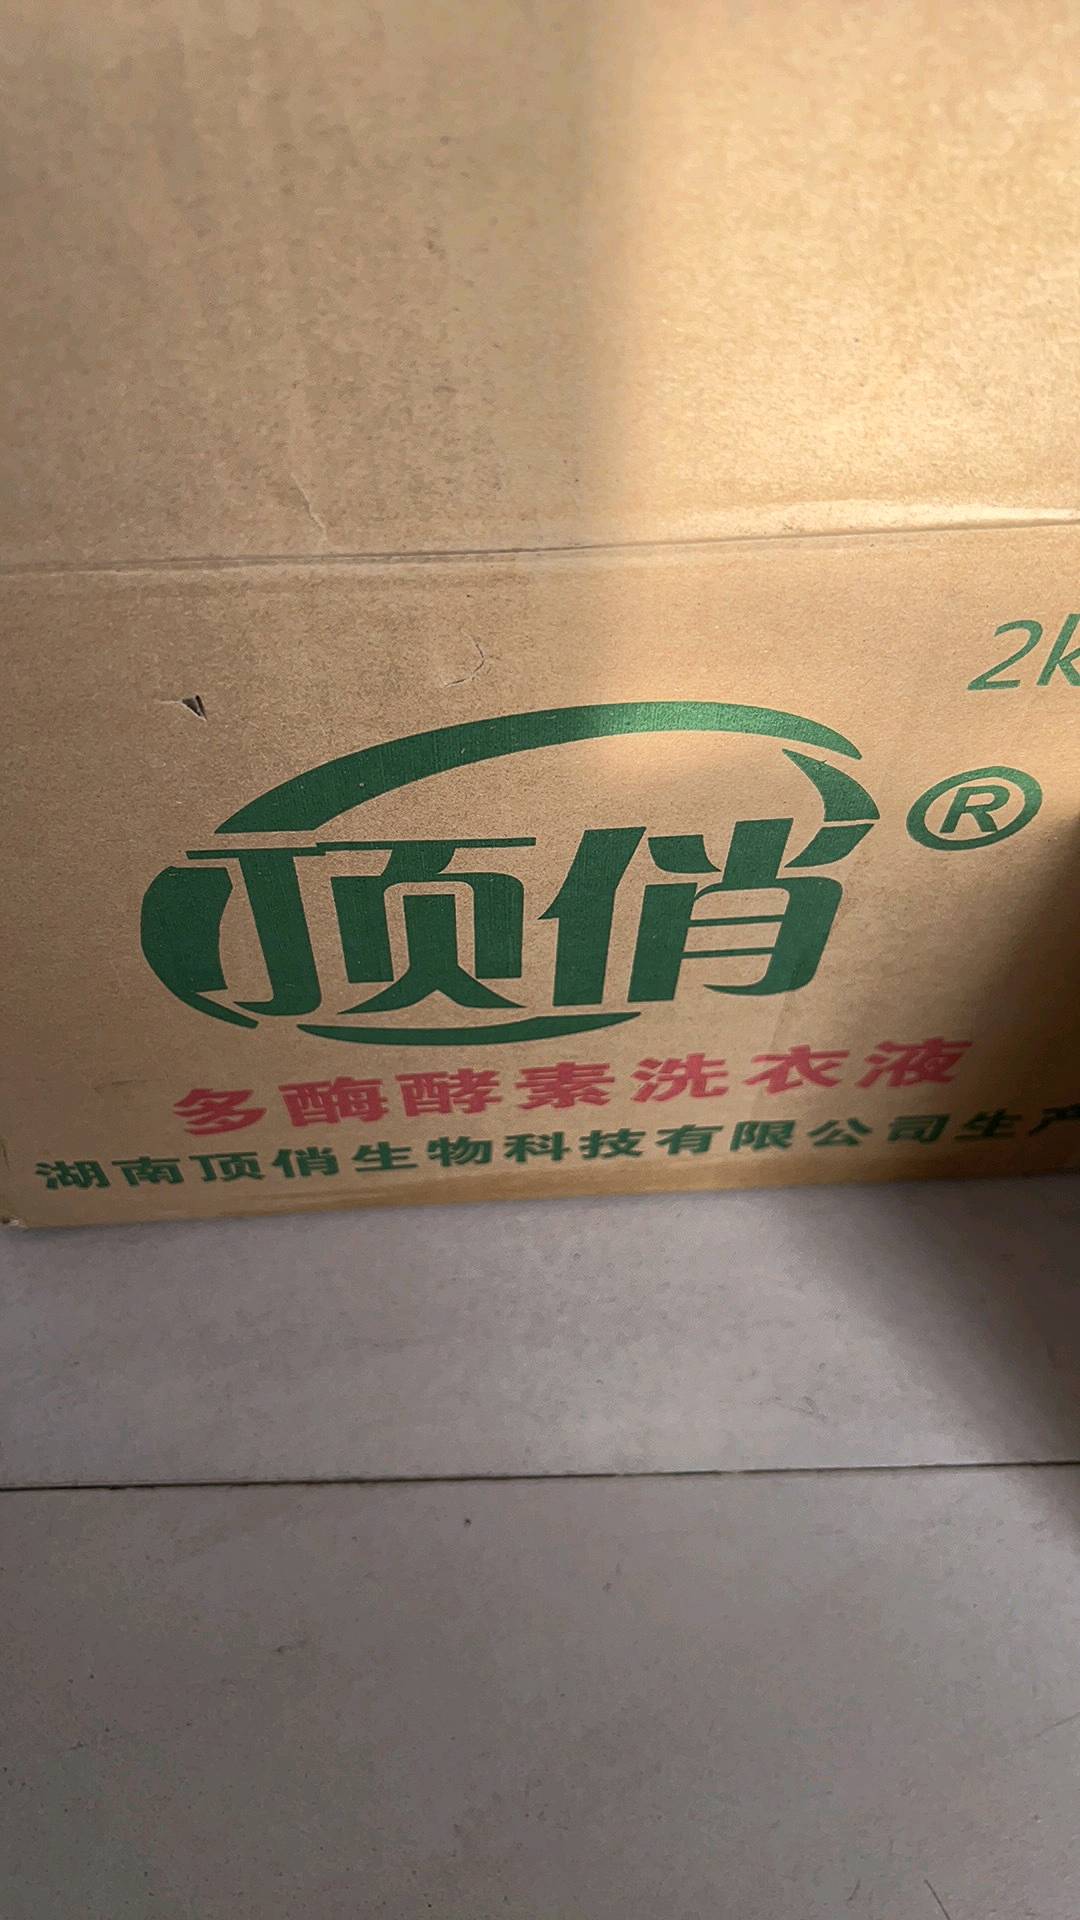 2k
顶俏®
多酶酵素洗衣液
湖南顶俏生物科技有限公司生产